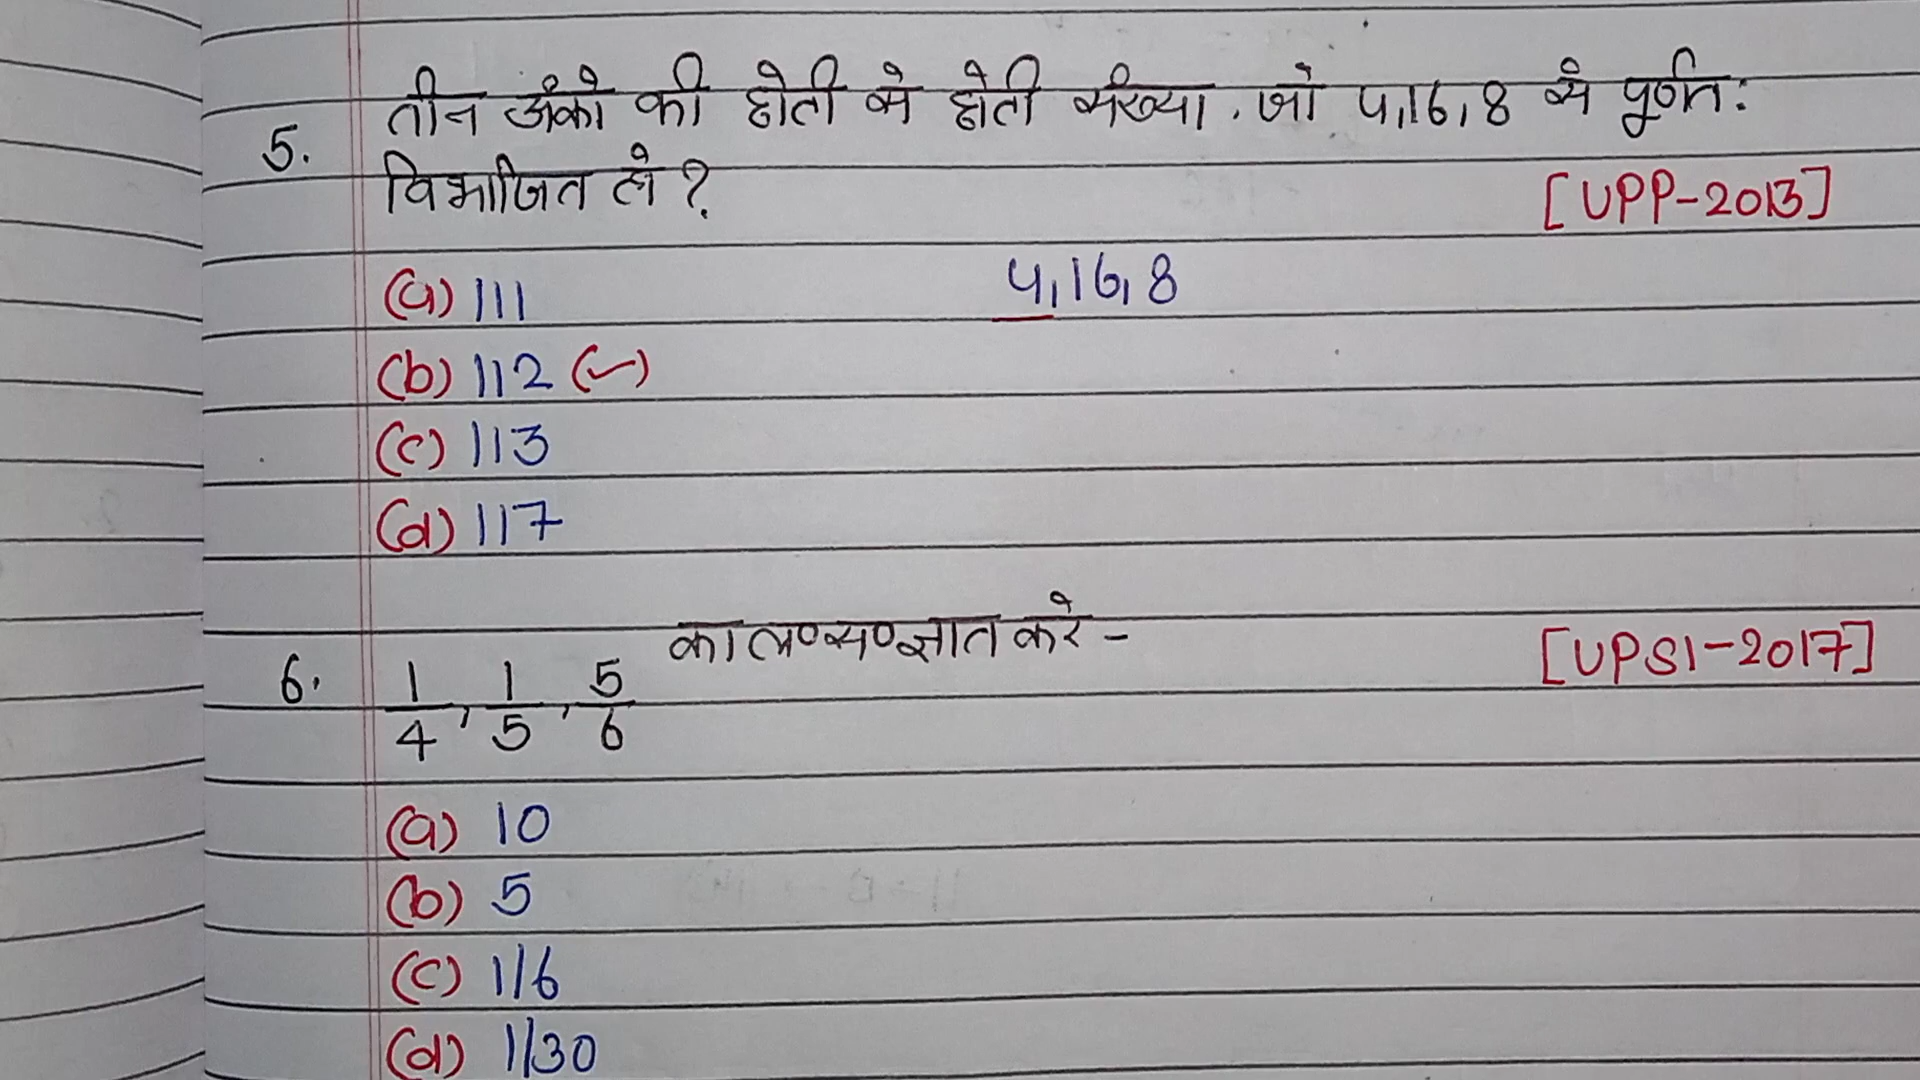 5. तीन अंको की छोटी से छोटी संख्या, जो 4,16,8 से पूर्णत:
विभाजित हो ? [UPP-2013]
(a) 111 4,16,8
(b) 112 (✓)
(c) 113
(d) 117
6. 1/4, 1/5, 5/6 का ल०स०ज्ञात करे - [UPSI-2017]
(a) 10
(b) 5
(c) 1/6
(d) 1/30